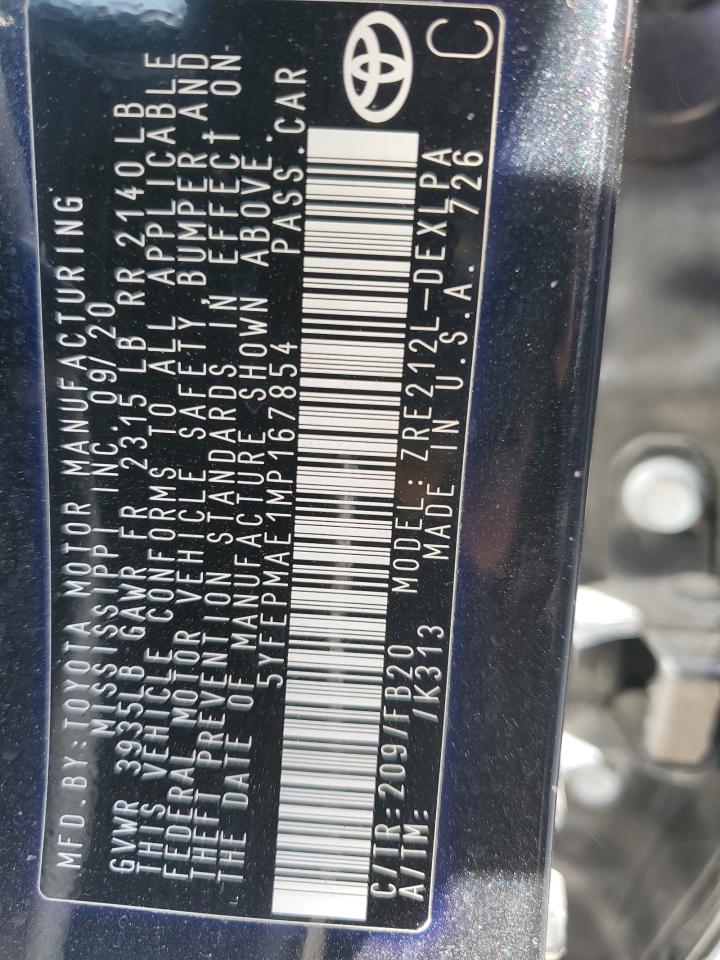 MFD.BY:TOYOTA MOTOR MANUFACTURING
MISSISSIPPI INC 09/20
GVWR 3935LB GAWR FR 2315 LB RR 2140LB
THIS VEHICLE CONFORMS TO ALL APPLICABLE
FEDERAL MOTOR VEHICLE SAFETY,BUMPER,AND
THEFT PREVENTION STANDARDS IN EFFECT ON
THE DATE OF MANUFACTURE SHOWN ABOVE.
5YFEPMAE1MP167854 PASS.CAR
C/TR:209/FB20 MODEL:ZRE212L-DEXLPA
A/TM: /K313 MADE IN U.S.A. 726
C